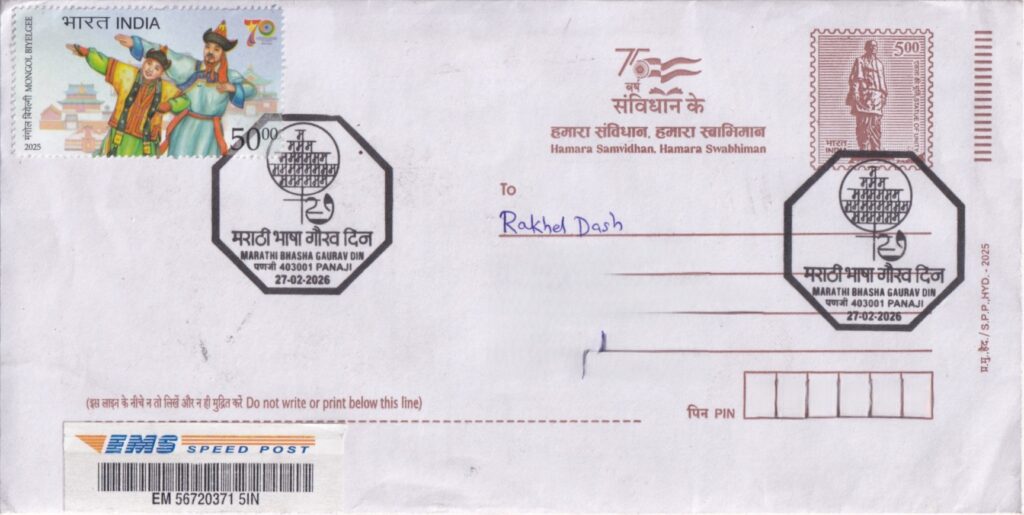 भारत INDIA
70
मंगोल बियेल्गी MONGOL BIYELGEE
2025
50 00
75
वर्ष
संविधान के
हमारा संविधान, हमारा स्वाभिमान
Hamara Samvidhan, Hamara Swabhiman
5.00
STATUE OF UNITY
भारत
INDIA
मराठी भाषा गौरव दिन
MARATHI BHASHA GAURAV DIN
पणजी 403001 PANAJI
27-02-2026
To
Rakhel Dash
मराठी भाषा गौरव दिन
MARATHI BHASHA GAURAV DIN
पणजी 403001 PANAJI
27-02-2026
प्र.मु.,हैद./ S.P.P.,HYD. - 2025
(इस लाइन के नीचे न तो लिखें और न ही मुद्रित करें Do not write or print below this line)
पिन PIN
EMS SPEED POST
EM 56720371 5IN